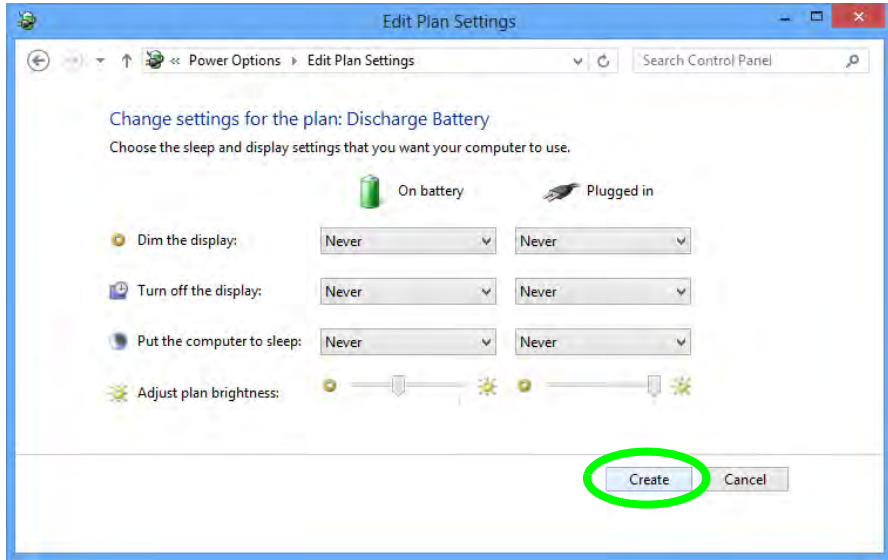 Edit Plan Settings
« Power Options ▸ Edit Plan Settings
Search Control Panel
Change settings for the plan: Discharge Battery
Choose the sleep and display settings that you want your computer to use.
On battery Plugged in
Dim the display: Never Never
Turn off the display: Never Never
Put the computer to sleep: Never Never
Adjust plan brightness:
Create Cancel